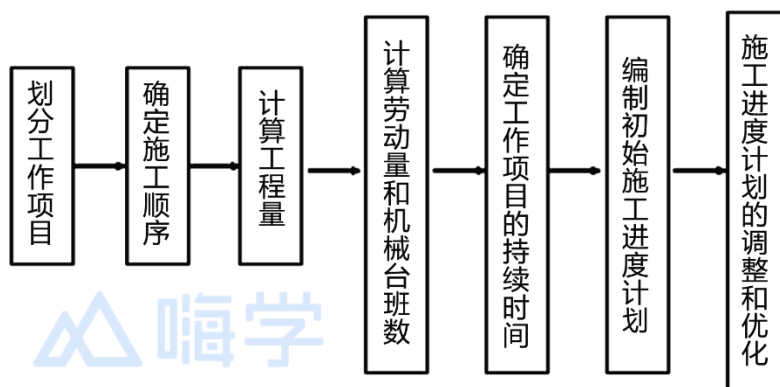 划分工作项目
确定施工顺序
计算工程量
计算劳动量和机械台班数
确定工作项目的持续时间
编制初始施工进度计划
施工进度计划的调整和优化
嗨学